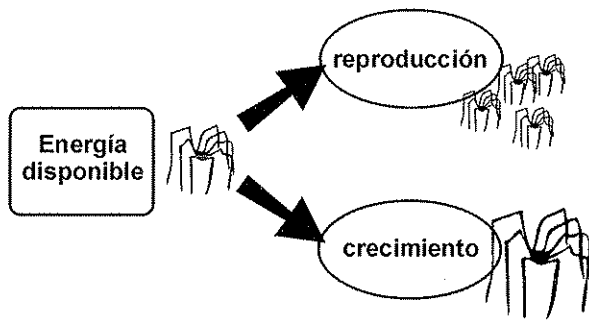 reproducción
Energía
disponible
crecimiento